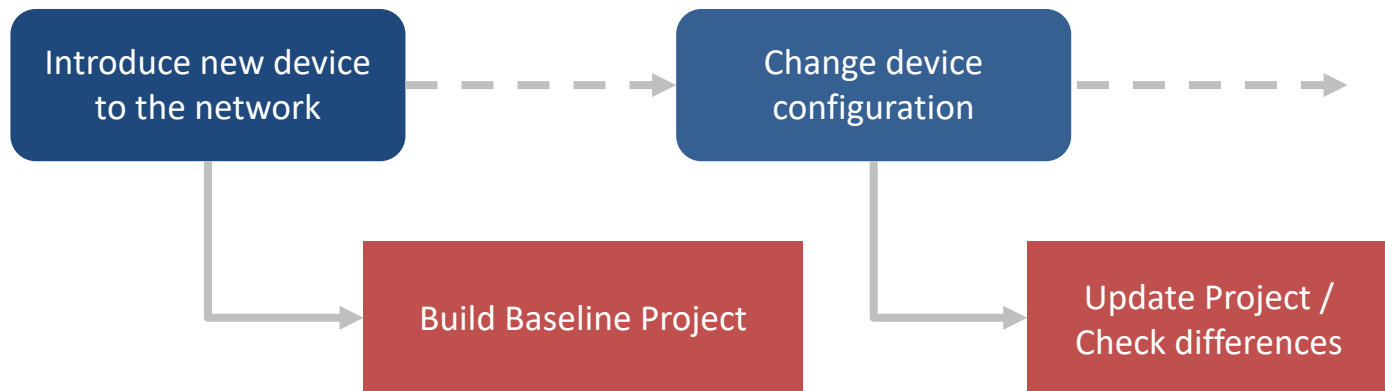 Introduce new device
to the network
Change device
configuration
Build Baseline Project
Update Project /
Check differences